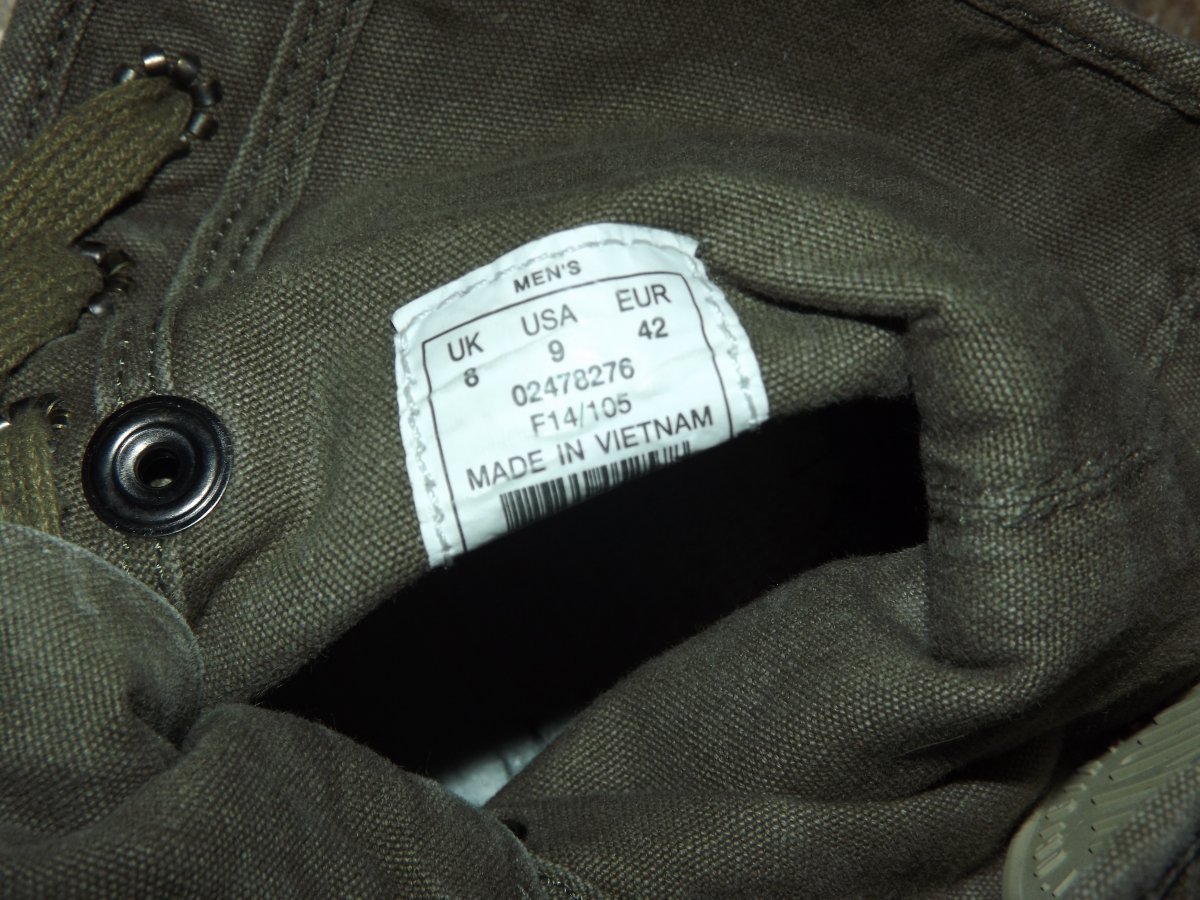 MEN'S
UK USA EUR
8 9 42
02478276
F14/105
MADE IN VIETNAM